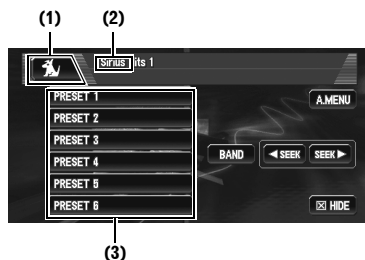 (1) (2)
Sirius its 1
PRESET 1
A.MENU
PRESET 2
PRESET 3
BAND ◀ SEEK SEEK ▶
PRESET 4
PRESET 5
PRESET 6
HIDE
(3)